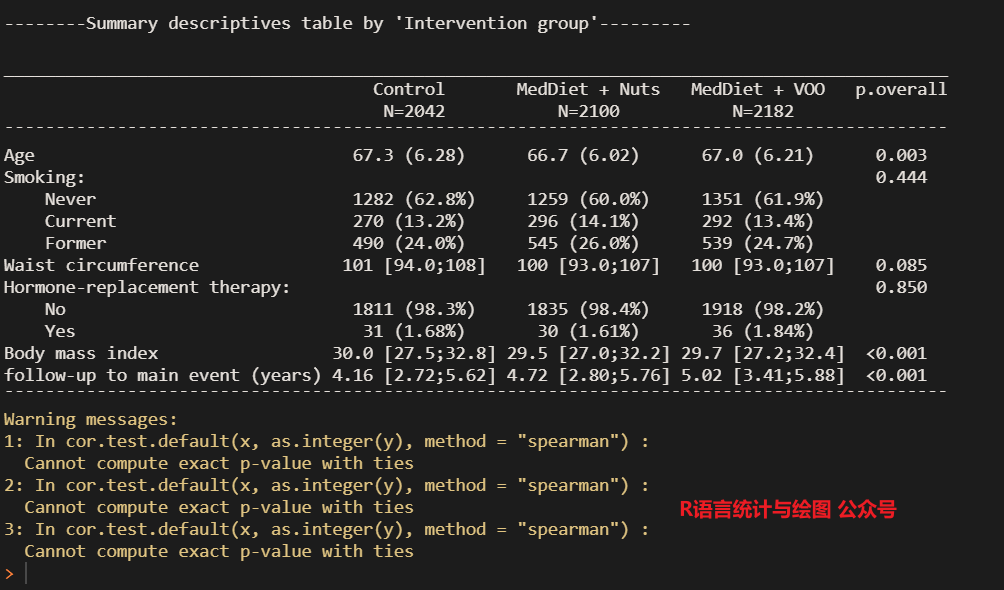 --------Summary descriptives table by 'Intervention group'---------
Control MedDiet + Nuts MedDiet + VOO p.overall
N=2042 N=2100 N=2182
Age 67.3 (6.28) 66.7 (6.02) 67.0 (6.21) 0.003
Smoking: 0.444
Never 1282 (62.8%) 1259 (60.0%) 1351 (61.9%)
Current 270 (13.2%) 296 (14.1%) 292 (13.4%)
Former 490 (24.0%) 545 (26.0%) 539 (24.7%)
Waist circumference 101 [94.0;108] 100 [93.0;107] 100 [93.0;107] 0.085
Hormone-replacement therapy: 0.850
No 1811 (98.3%) 1835 (98.4%) 1918 (98.2%)
Yes 31 (1.68%) 30 (1.61%) 36 (1.84%)
Body mass index 30.0 [27.5;32.8] 29.5 [27.0;32.2] 29.7 [27.2;32.4] <0.001
follow-up to main event (years) 4.16 [2.72;5.62] 4.72 [2.80;5.76] 5.02 [3.41;5.88] <0.001
Warning messages:
1: In cor.test.default(x, as.integer(y), method = "spearman") :
Cannot compute exact p-value with ties
2: In cor.test.default(x, as.integer(y), method = "spearman") :
Cannot compute exact p-value with ties
R语言统计与绘图 公众号
3: In cor.test.default(x, as.integer(y), method = "spearman") :
Cannot compute exact p-value with ties
>